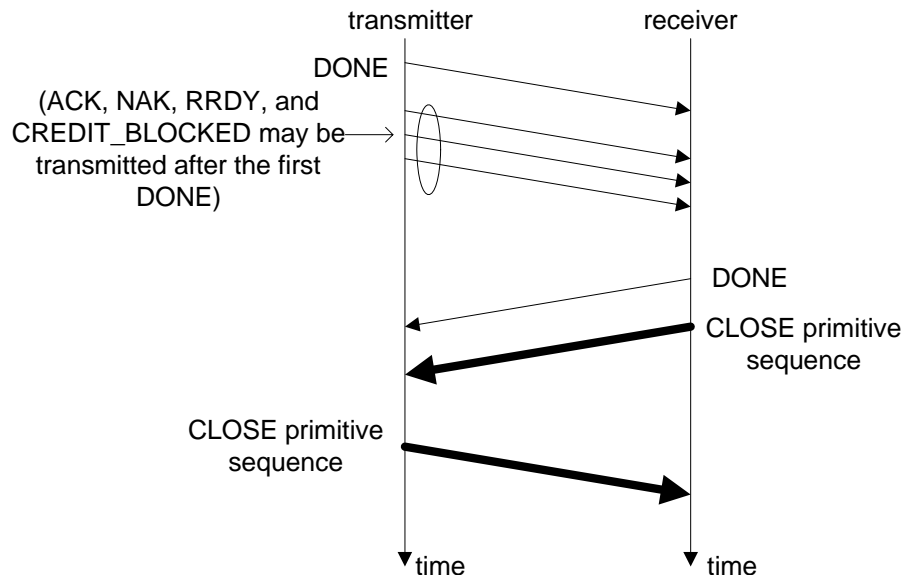 transmitter
receiver
DONE
(ACK, NAK, RRDY, and
CREDIT_BLOCKED may be
transmitted after the first
DONE)
DONE
CLOSE primitive
sequence
CLOSE primitive
sequence
time
time